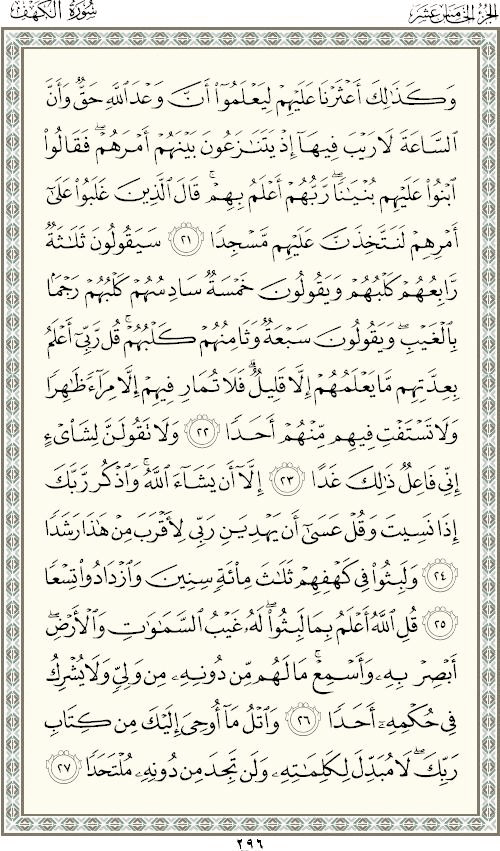 الجزء الخامس عشر
سورة الكهف
وَكَذَٰلِكَ أَعْثَرْنَا عَلَيْهِمْ لِيَعْلَمُوٓا۟ أَنَّ وَعْدَ ٱللَّهِ حَقٌّ وَأَنَّ
ٱلسَّاعَةَ لَا رَيْبَ فِيهَآ إِذْ يَتَنَـٰزَعُونَ بَيْنَهُمْ أَمْرَهُمْ ۖ فَقَالُوا۟
ٱبْنُوا۟ عَلَيْهِم بُنْيَـٰنًا ۖ رَّبُّهُمْ أَعْلَمُ بِهِمْ ۚ قَالَ ٱلَّذِينَ غَلَبُوا۟ عَلَىٰٓ
أَمْرِهِمْ لَنَتَّخِذَنَّ عَلَيْهِم مَّسْجِدًا ٢١ سَيَقُولُونَ ثَلَـٰثَةٌ
رَّابِعُهُمْ كَلْبُهُمْ وَيَقُولُونَ خَمْسَةٌ سَادِسُهُمْ كَلْبُهُمْ رَجْمًۢا
بِٱلْغَيْبِ ۖ وَيَقُولُونَ سَبْعَةٌ وَثَامِنُهُمْ كَلْبُهُمْ ۚ قُل رَّبِّىٓ أَعْلَمُ
بِعِدَّتِهِم مَّا يَعْلَمُهُمْ إِلَّا قَلِيلٌ ۗ فَلَا تُمَارِ فِيهِمْ إِلَّا مِرَآءً ظَـٰهِرًا
وَلَا تَسْتَفْتِ فِيهِم مِّنْهُمْ أَحَدًا ٢٢ وَلَا تَقُولَنَّ لِشَا۟ىْءٍ
إِنِّى فَاعِلٌ ذَٰلِكَ غَدًا ٢٣ إِلَّآ أَن يَشَآءَ ٱللَّهُ ۚ وَٱذْكُر رَّبَّكَ
إِذَا نَسِيتَ وَقُلْ عَسَىٰٓ أَن يَهْدِيَنِ رَبِّى لِأَقْرَبَ مِنْ هَـٰذَا رَشَدًا
٢٤ وَلَبِثُوا۟ فِى كَهْفِهِمْ ثَلَـٰثَ مِا۟ئَةٍ سِنِينَ وَٱزْدَادُوا۟ تِسْعًا
٢٥ قُلِ ٱللَّهُ أَعْلَمُ بِمَا لَبِثُوا۟ ۖ لَهُۥ غَيْبُ ٱلسَّمَـٰوَٰتِ وَٱلْأَرْضِ ۖ
أَبْصِرْ بِهِۦ وَأَسْمِعْ ۚ مَا لَهُم مِّن دُونِهِۦ مِن وَلِىٍّ وَلَا يُشْرِكُ
فِى حُكْمِهِۦٓ أَحَدًا ٢٦ وَٱتْلُ مَآ أُوحِىَ إِلَيْكَ مِن كِتَابِ
رَبِّكَ ۖ لَا مُبَدِّلَ لِكَلِمَـٰتِهِۦ وَلَن تَجِدَ مِن دُونِهِۦ مُلْتَحَدًا ٢٧
٢٩٦